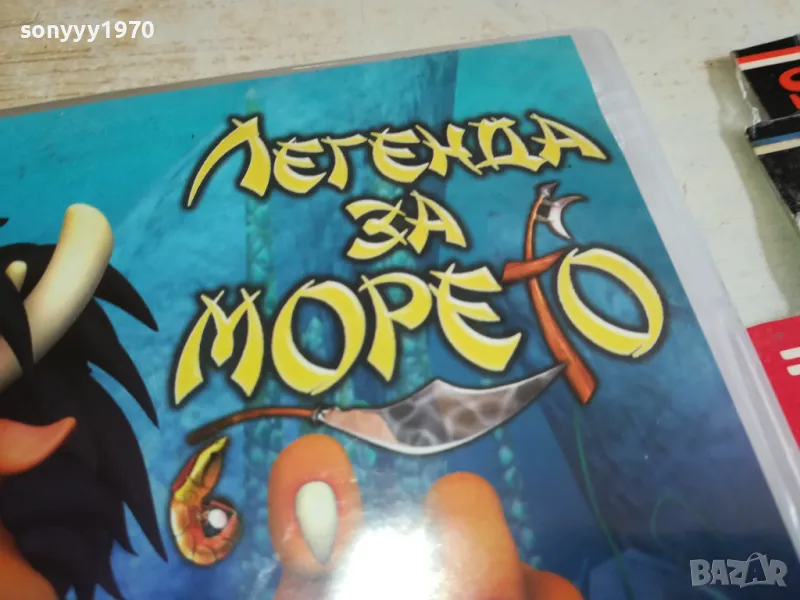 sonyyy1970
ЛЕГЕНДА
ЗА
МОРЕТО
BAZAR